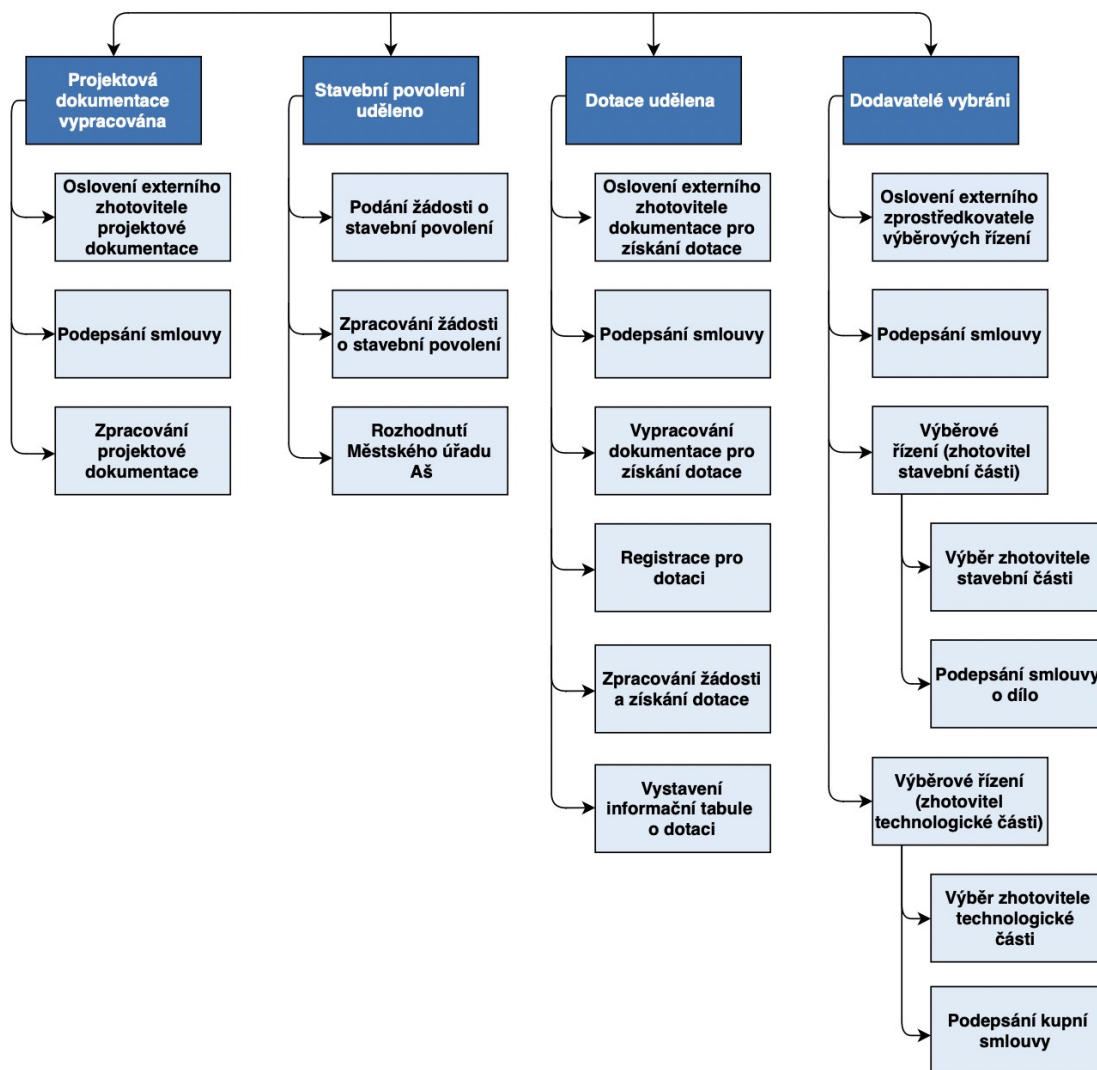 Projektová
dokumentace
vypracována
Oslovení externího
zhotovitele
projektové
dokumentace
Podepsání smlouvy
Zpracování
projektové
dokumentace
Stavební povolení
uděleno
Podání žádosti o
stavební povolení
Zpracování žádosti
o stavební povolení
Rozhodnutí
Městského úřadu
Aš
Dotace udělena
Oslovení externího
zhotovitele
dokumentace pro
získání dotace
Podepsání smlouvy
Vypracování
dokumentace pro
získání dotace
Registrace pro
dotaci
Zpracování žádosti
a získání dotace
Vystavení
informační tabule
o dotaci
Dodavatelé vybráni
Oslovení externího
zprostředkovatele
výběrových řízení
Podepsání smlouvy
Výběrové
řízení (zhotovitel
stavební části)
Výběr zhotovitele
stavební části
Podepsání smlouvy
o dílo
Výběrové řízení
(zhotovitel
technologické části)
Výběr zhotovitele
technologické
části
Podepsání kupní
smlouvy